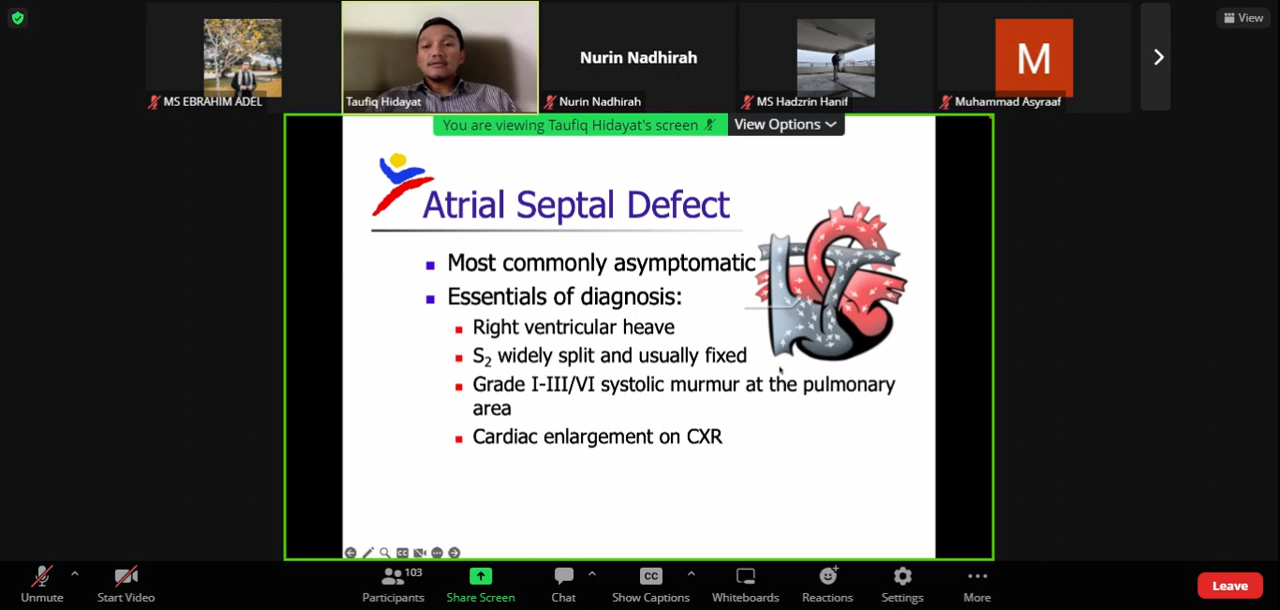 View
Nurin Nadhirah
M
MS EBRAHIM ADEL
Taufiq Hidayat
Nurin Nadhirah
MS Hadzrin Hanif
Muhammad Asyraaf
You are viewing Taufiq Hidayat's screen
View Options
Atrial Septal Defect
Most commonly asymptomatic
Essentials of diagnosis:
Right ventricular heave
S2 widely split and usually fixed
Grade I-III/VI systolic murmur at the pulmonary
area
Cardiac enlargement on CXR
CC
Unmute
Start Video
103
Participants
Share Screen
Chat
CC
Show Captions
Whiteboards
Reactions
Settings
More
Leave